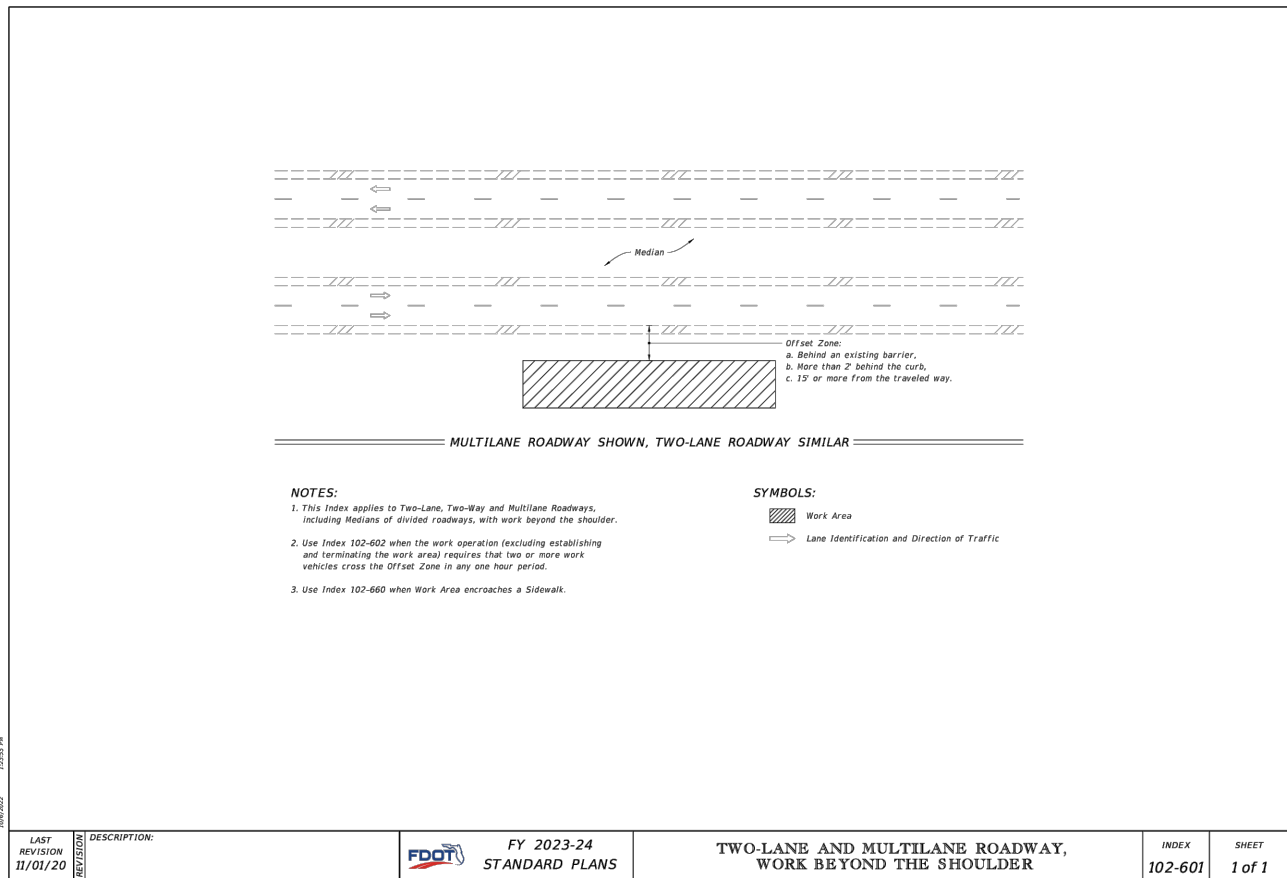 Median
Offset Zone:
a. Behind an existing barrier,
b. More than 2' behind the curb,
c. 15' or more from the traveled way.
MULTILANE ROADWAY SHOWN, TWO-LANE ROADWAY SIMILAR
NOTES:
1. This Index applies to Two-Lane, Two-Way and Multilane Roadways,
including Medians of divided roadways, with work beyond the shoulder.
2. Use Index 102-602 when the work operation (excluding establishing
and terminating the work area) requires that two or more work
vehicles cross the Offset Zone in any one hour period.
3. Use Index 102-660 when Work Area encroaches a Sidewalk.
SYMBOLS:
Work Area
Lane Identification and Direction of Traffic
10/6/2022
LAST
REVISION
11/01/20
REVISION
DESCRIPTION:
FDOT
FY 2023-24
STANDARD PLANS
TWO-LANE AND MULTILANE ROADWAY,
WORK BEYOND THE SHOULDER
INDEX
102-601
SHEET
1 of 1